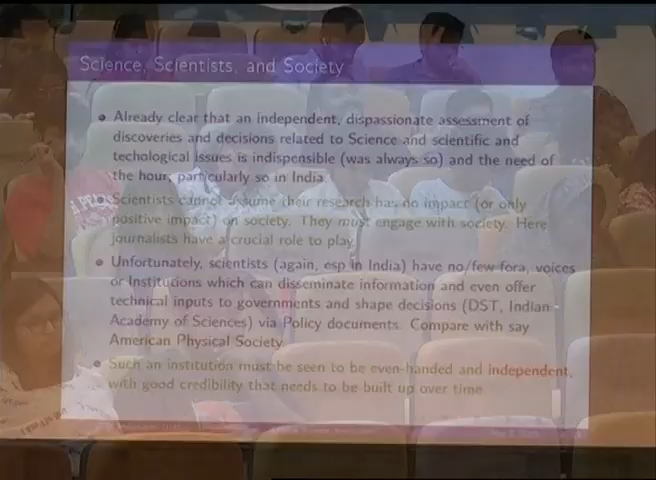 Science, Scientists, and Society
• Already clear that an independent, dispassionate assessment of
discoveries and decisions related to Science and scientific and
techological issues is indispensible (was always so) and the need of
the hour, particularly so in India.
• Scientists cannot assume their research has no impact (or only
positive impact) on society. They must engage with society. Here
journalists have a crucial role to play.
• Unfortunately, scientists (again, esp in India) have no/few fora, voices
or Institutions which can disseminate information and even offer
technical inputs to governments and shape decisions (DST, Indian
Academy of Sciences) via Policy documents. Compare with say
American Physical Society.
• Such an institution must be seen to be even-handed and independent,
with good credibility that needs to be built up over time.